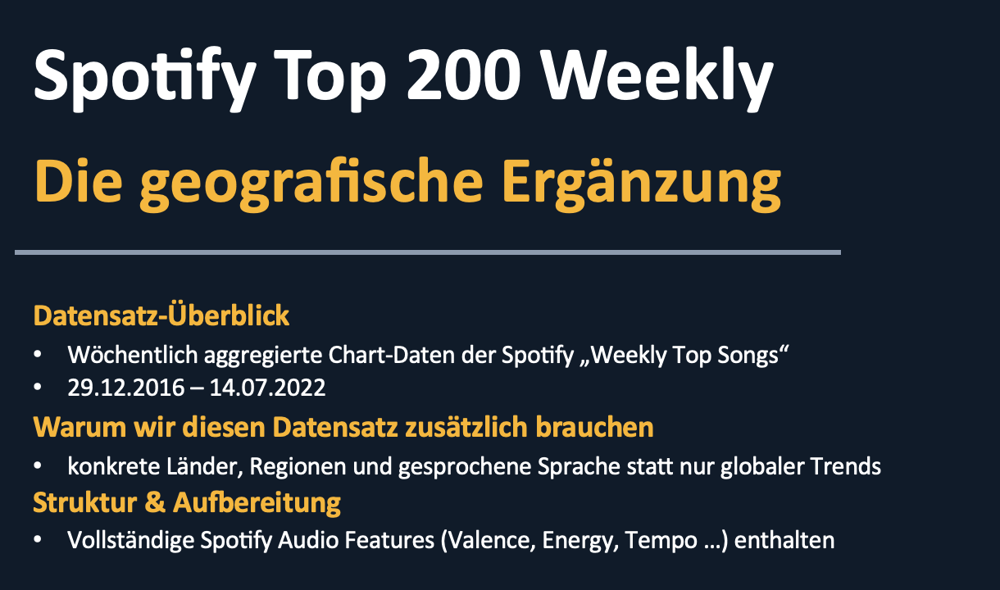 Spotify Top 200 Weekly
Die geografische Ergänzung
Datensatz-Überblick
• Wöchentlich aggregierte Chart-Daten der Spotify „Weekly Top Songs“
• 29.12.2016 – 14.07.2022
Warum wir diesen Datensatz zusätzlich brauchen
• konkrete Länder, Regionen und gesprochene Sprache statt nur globaler Trends
Struktur & Aufbereitung
• Vollständige Spotify Audio Features (Valence, Energy, Tempo …) enthalten